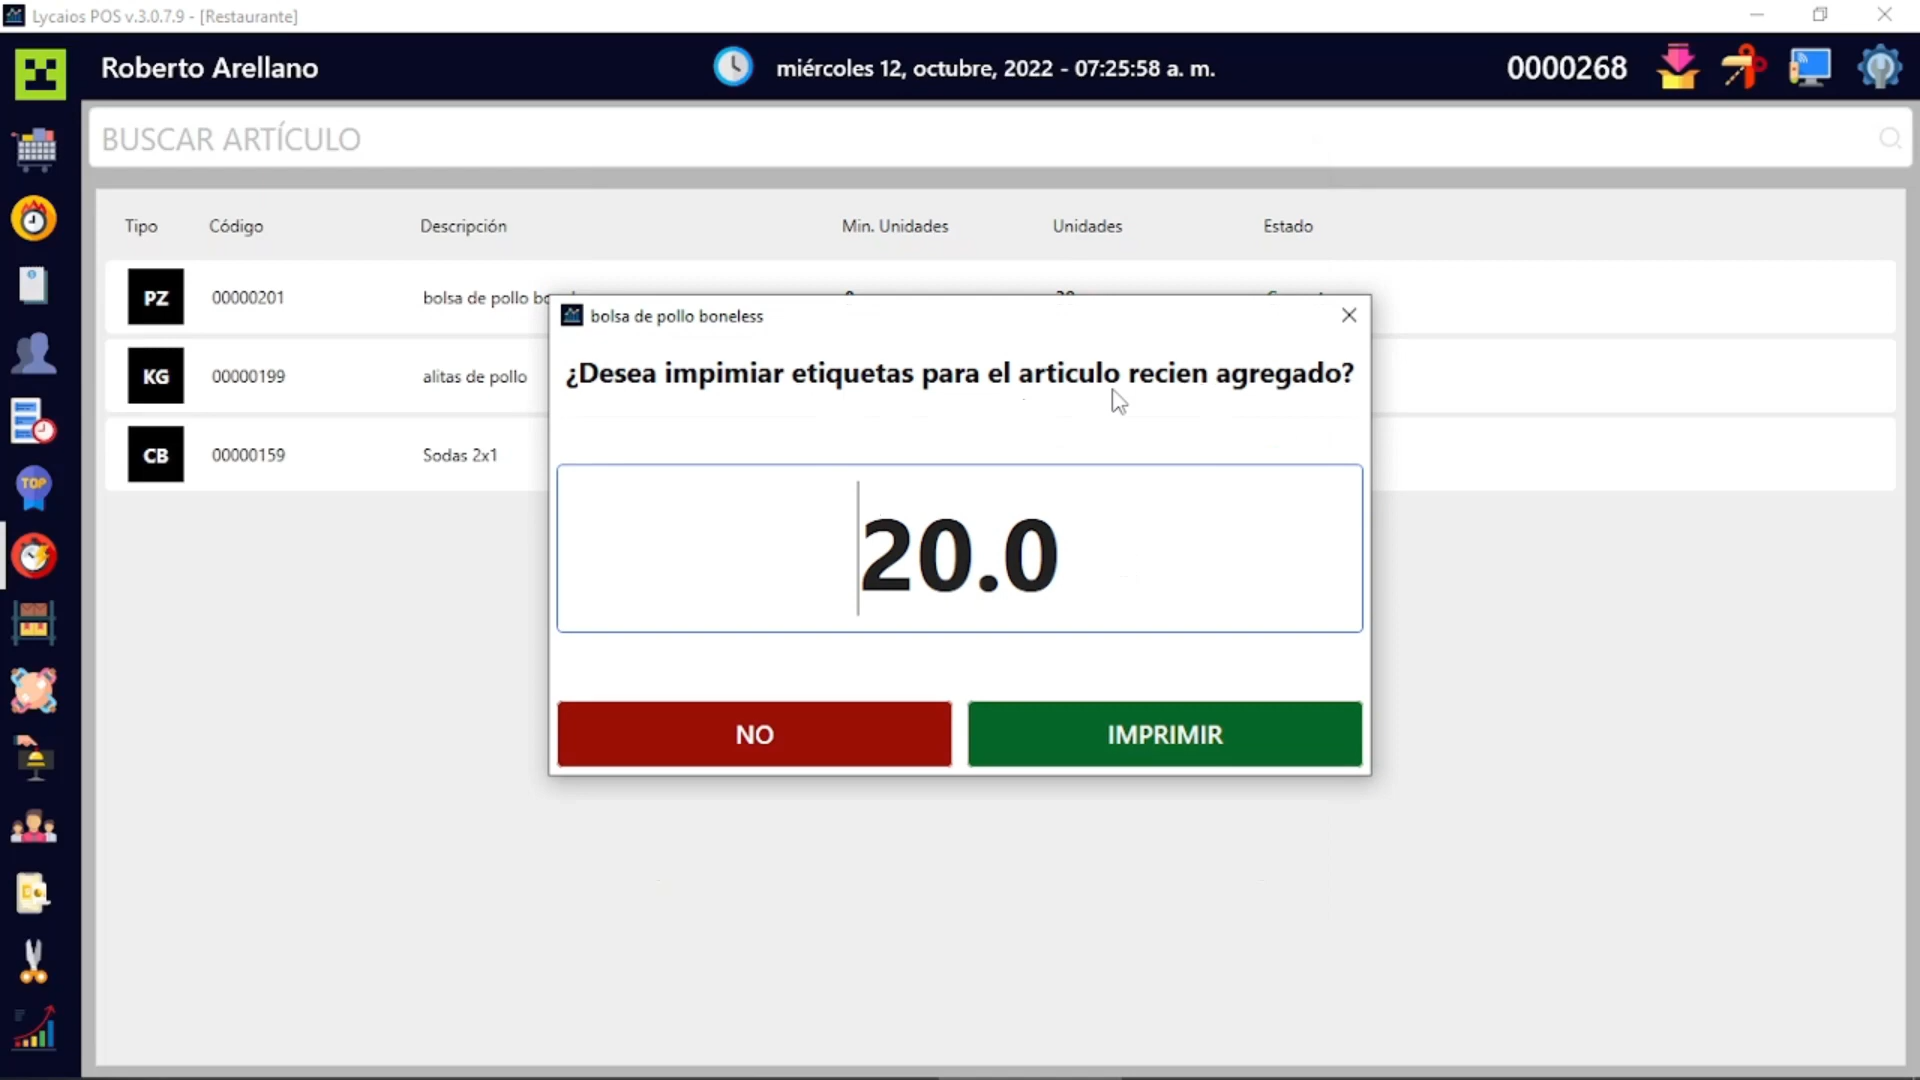 Lycaios POS v.3.0.7.9 - [Restaurante]
Roberto Arellano
miércoles 12, octubre, 2022 - 07:25:58 a. m.
0000268
BUSCAR ARTÍCULO
Tipo Código Descripción Min. Unidades Unidades Estado
PZ 00000201 bolsa de pollo
bolsa de pollo boneless
KG 00000199 alitas de pollo
¿Desea impimiar etiquetas para el articulo recien agregado?
CB 00000159 Sodas 2x1
TOP
20.0
NO IMPRIMIR